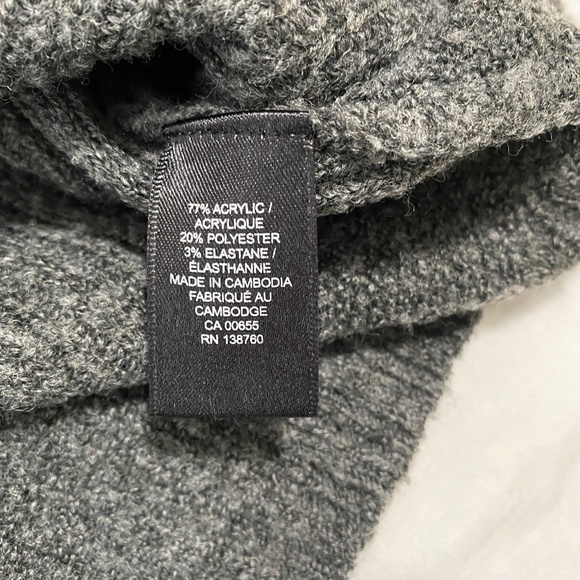 77% ACRYLIC /
ACRYLIQUE
20% POLYESTER
3% ELASTANE /
ÉLASTHANNE
MADE IN CAMBODIA
FABRIQUÉ AU
CAMBODGE
CA 00655
RN 138760